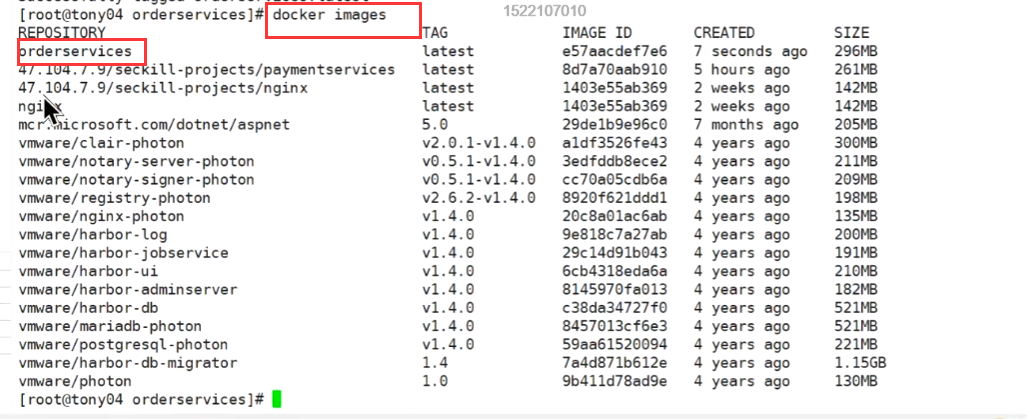 1522107010
[root@tony04 orderservices]# docker images
REPOSITORY TAG IMAGE ID CREATED SIZE
orderservices latest e57aacdef7e6 7 seconds ago 296MB
47.104.7.9/seckill-projects/paymentservices latest 8d7a70aab910 5 hours ago 261MB
47.104.7.9/seckill-projects/nginx latest 1403e55ab369 2 weeks ago 142MB
nginx latest 1403e55ab369 2 weeks ago 142MB
mcr.microsoft.com/dotnet/aspnet 5.0 29de1b9e96c0 7 months ago 205MB
vmware/clair-photon v2.0.1-v1.4.0 a1df3526fe43 4 years ago 300MB
vmware/notary-server-photon v0.5.1-v1.4.0 3edfddb8ece2 4 years ago 211MB
vmware/notary-signer-photon v0.5.1-v1.4.0 cc70a05cdb6a 4 years ago 209MB
vmware/registry-photon v2.6.2-v1.4.0 8920f621ddd1 4 years ago 198MB
vmware/nginx-photon v1.4.0 20c8a01ac6ab 4 years ago 135MB
vmware/harbor-log v1.4.0 9e818c7a27ab 4 years ago 200MB
vmware/harbor-jobservice v1.4.0 29c14d91b043 4 years ago 191MB
vmware/harbor-ui v1.4.0 6cb4318eda6a 4 years ago 210MB
vmware/harbor-adminserver v1.4.0 8145970fa013 4 years ago 182MB
vmware/harbor-db v1.4.0 c38da34727f0 4 years ago 521MB
vmware/mariadb-photon v1.4.0 8457013cf6e3 4 years ago 521MB
vmware/postgresql-photon v1.4.0 59aa61520094 4 years ago 221MB
vmware/harbor-db-migrator 1.4 7a4d871b612e 4 years ago 1.15GB
vmware/photon 1.0 9b411d78ad9e 4 years ago 130MB
[root@tony04 orderservices]#